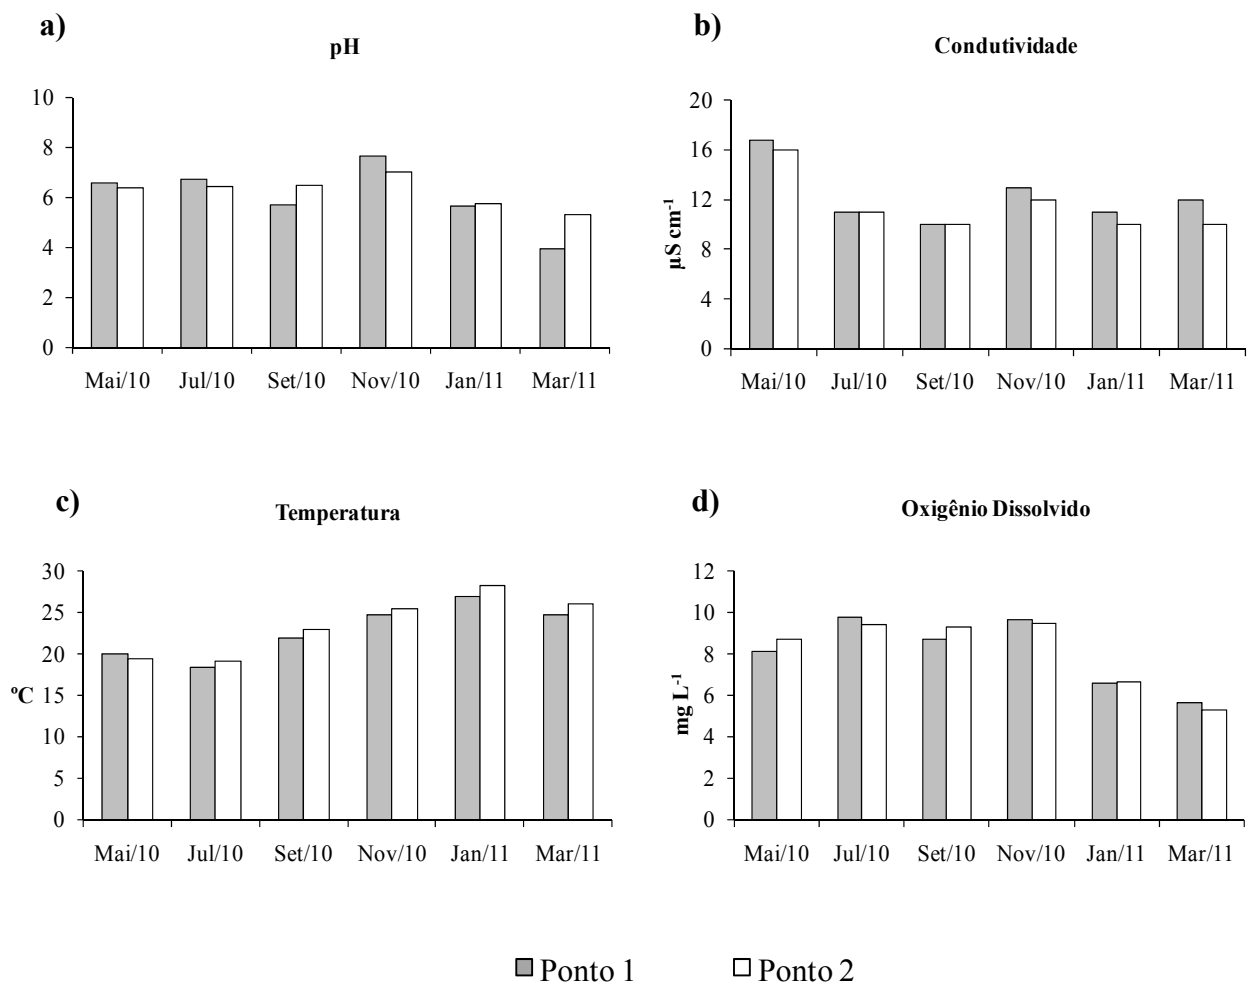 a)
pH
10
8
6
4
2
0
Mai/10 Jul/10 Set/10 Nov/10 Jan/11 Mar/11
b)
Condutividade
µS cm-1
20
16
12
8
4
0
Mai/10 Jul/10 Set/10 Nov/10 Jan/11 Mar/11
c)
Temperatura
ºC
30
25
20
15
10
5
0
Mai/10 Jul/10 Set/10 Nov/10 Jan/11 Mar/11
d)
Oxigênio Dissolvido
mg L-1
12
10
8
6
4
2
0
Mai/10 Jul/10 Set/10 Nov/10 Jan/11 Mar/11
Ponto 1 Ponto 2